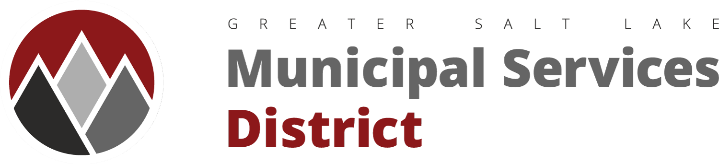 GREATER SALT LAKE
Municipal Services
District